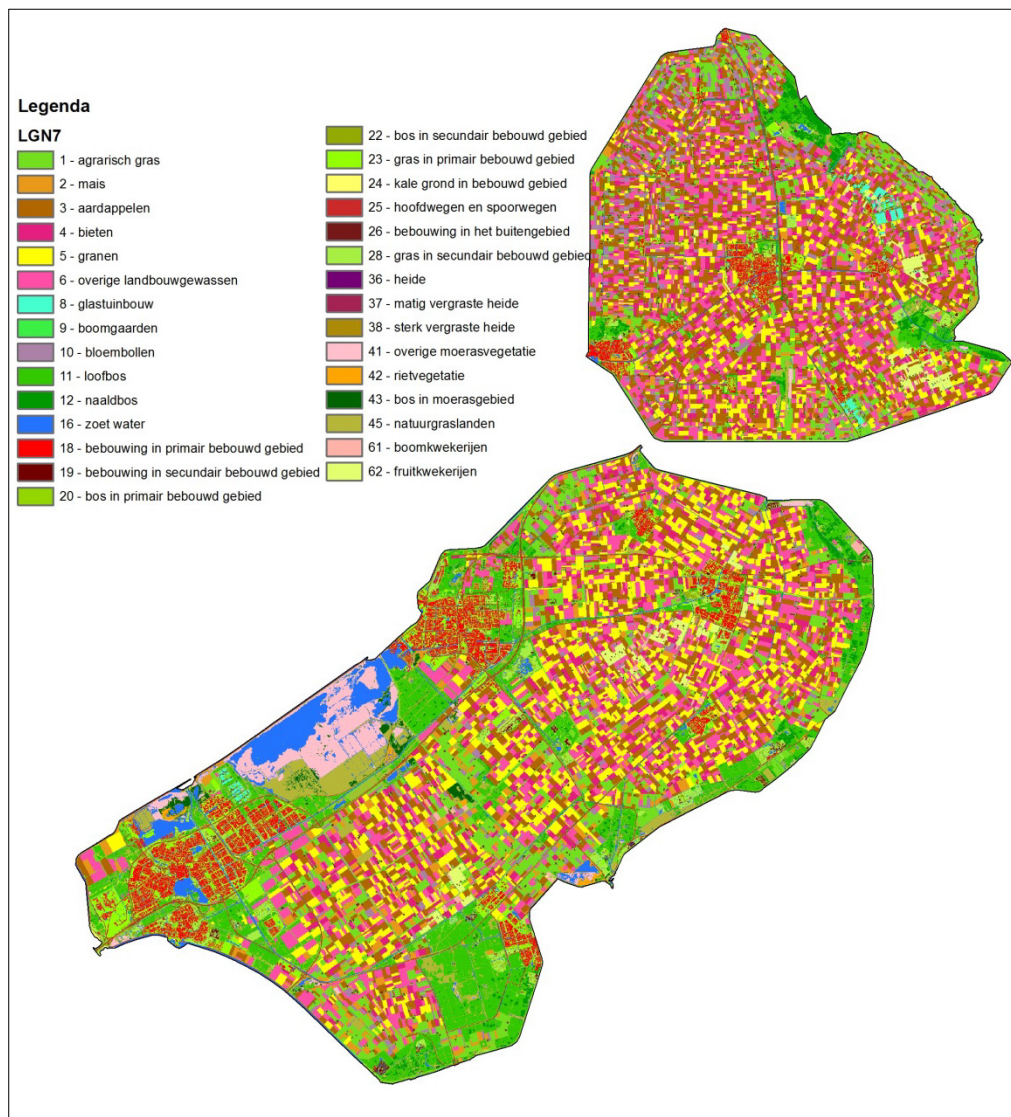 Legenda
LGN7
1 - agrarisch gras
2 - mais
3 - aardappelen
4 - bieten
5 - granen
6 - overige landbouwgewassen
8 - glastuinbouw
9 - boomgaarden
10 - bloembollen
11 - loofbos
12 - naaldbos
16 - zoet water
18 - bebouwing in primair bebouwd gebied
19 - bebouwing in secundair bebouwd gebied
20 - bos in primair bebouwd gebied
22 - bos in secundair bebouwd gebied
23 - gras in primair bebouwd gebied
24 - kale grond in bebouwd gebied
25 - hoofdwegen en spoorwegen
26 - bebouwing in het buitengebied
28 - gras in secundair bebouwd gebied
36 - heide
37 - matig vergraste heide
38 - sterk vergraste heide
41 - overige moerasvegetatie
42 - rietvegetatie
43 - bos in moerasgebied
45 - natuurgraslanden
61 - boomkwekerijen
62 - fruitkwekerijen